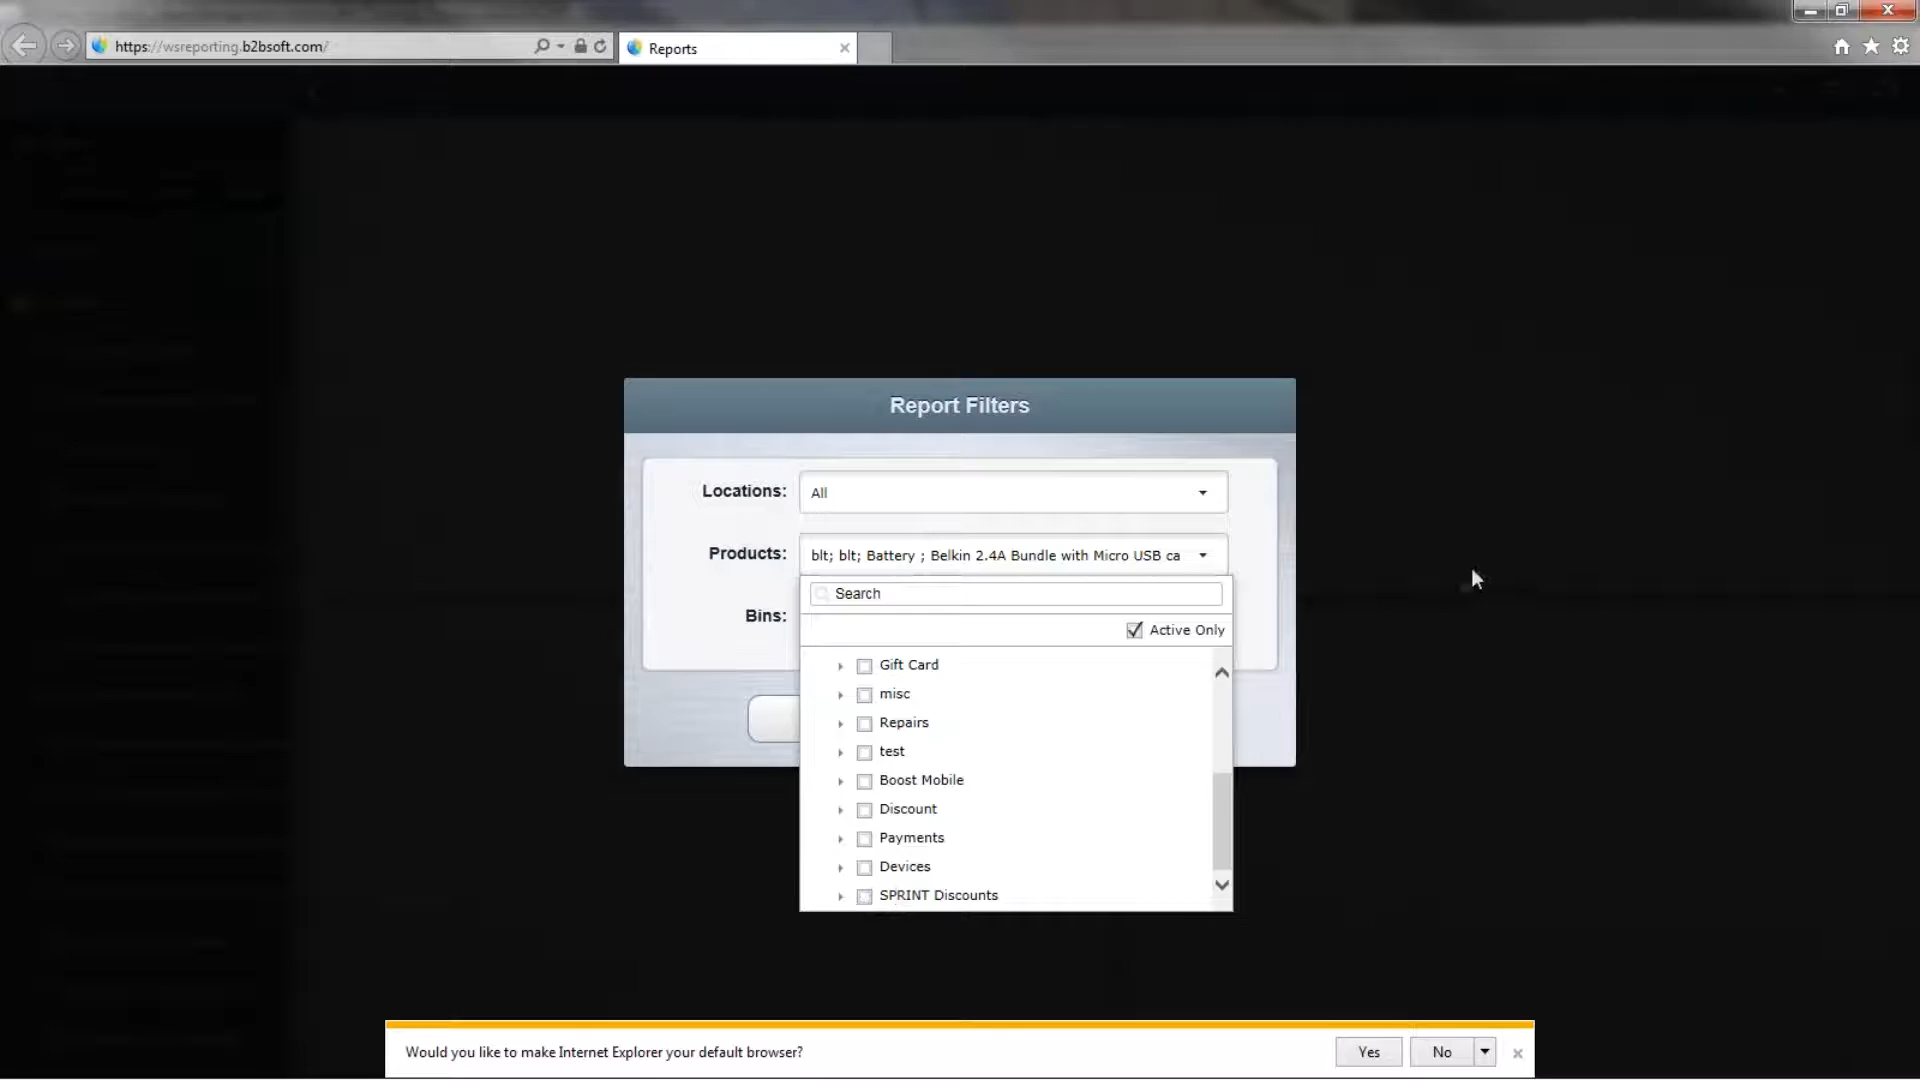 https://wsreporting.b2bsoft.com/
Reports
Report Filters
Locations:
All
Products:
blt; blt; Battery ; Belkin 2.4A Bundle with Micro USB ca
Search
Bins:
Active Only
Gift Card
misc
Repairs
test
Boost Mobile
Discount
Payments
Devices
SPRINT Discounts
Would you like to make Internet Explorer your default browser?
Yes
No